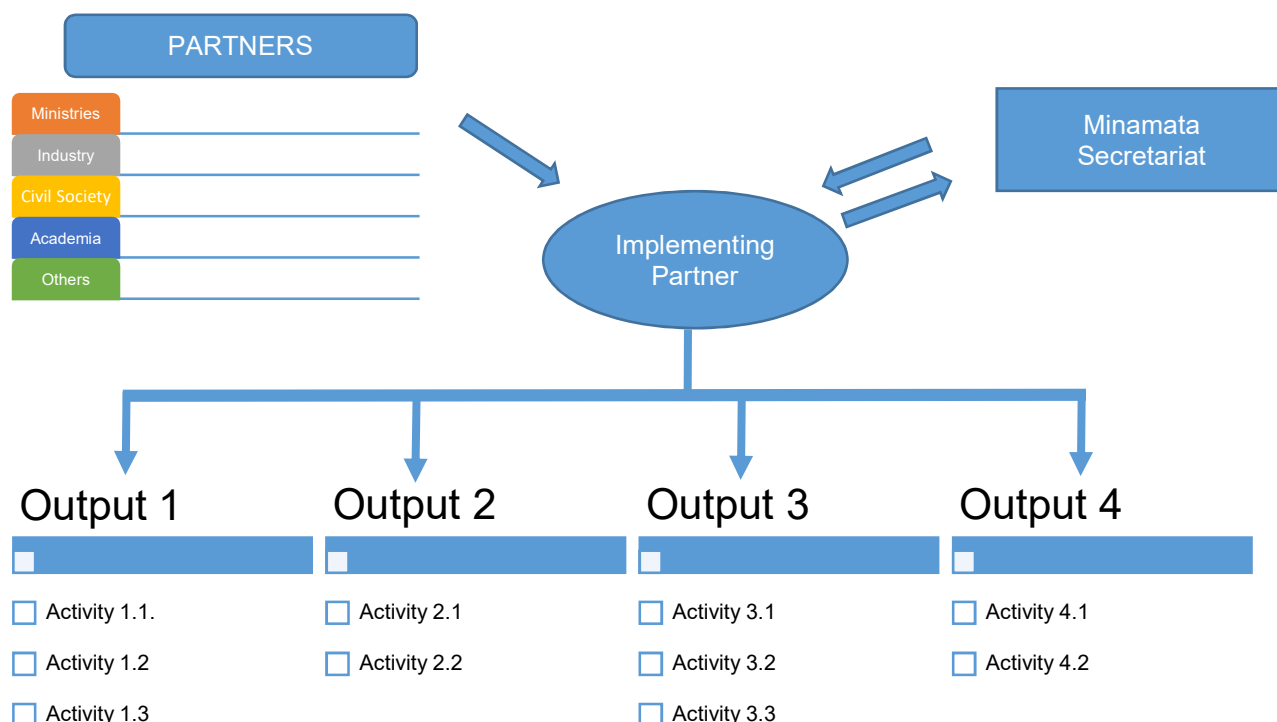 PARTNERS
Ministries
Industry
Civil Society
Academia
Others
Minamata
Secretariat
Implementing
Partner
Output 1
Activity 1.1.
Activity 1.2
Activity 1.3
Output 2
Activity 2.1
Activity 2.2
Output 3
Activity 3.1
Activity 3.2
Activity 3.3
Output 4
Activity 4.1
Activity 4.2